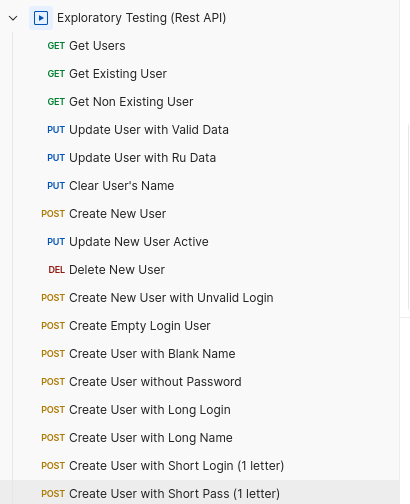 Exploratory Testing (Rest API)
GET Get Users
GET Get Existing User
GET Get Non Existing User
PUT Update User with Valid Data
PUT Update User with Ru Data
PUT Clear User's Name
POST Create New User
PUT Update New User Active
DEL Delete New User
POST Create New User with Unvalid Login
POST Create Empty Login User
POST Create User with Blank Name
POST Create User without Password
POST Create User with Long Login
POST Create User with Long Name
POST Create User with Short Login (1 letter)
POST Create User with Short Pass (1 letter)